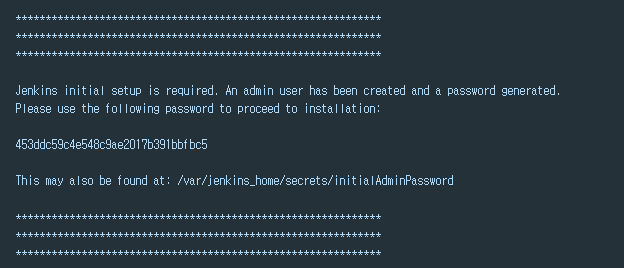 *************************************************************
*************************************************************
*************************************************************
Jenkins initial setup is required. An admin user has been created and a password generated.
Please use the following password to proceed to installation:
453ddc59c4e548c9ae2017b391bbfbc5
This may also be found at: /var/jenkins_home/secrets/initialAdminPassword
*************************************************************
*************************************************************
*************************************************************